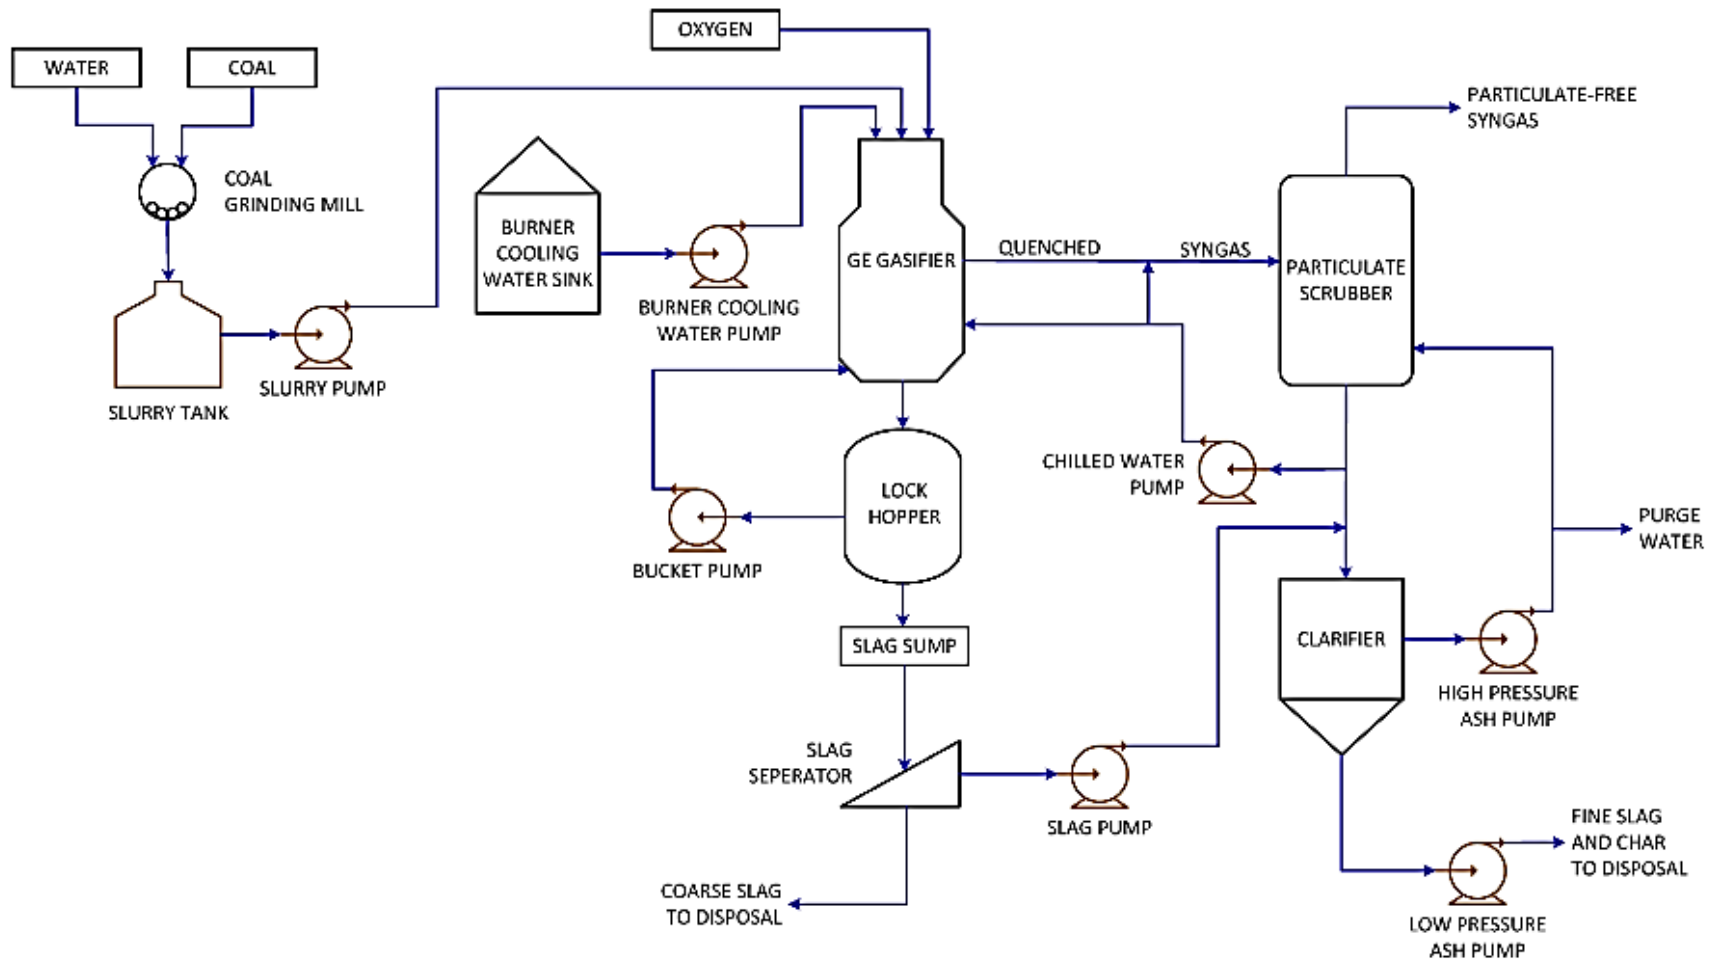 OXYGEN
WATER
COAL
PARTICULATE-FREE
SYNGAS
COAL
GRINDING MILL
BURNER
COOLING
WATER SINK
GE GASIFIER
QUENCHED
SYNGAS
PARTICULATE
SCRUBBER
BURNER COOLING
WATER PUMP
SLURRY PUMP
SLURRY TANK
CHILLED WATER
PUMP
LOCK
HOPPER
BUCKET PUMP
PURGE
WATER
SLAG SUMP
CLARIFIER
HIGH PRESSURE
ASH PUMP
SLAG
SEPERATOR
SLAG PUMP
FINE SLAG
AND CHAR
TO DISPOSAL
COARSE SLAG
TO DISPOSAL
LOW PRESSURE
ASH PUMP